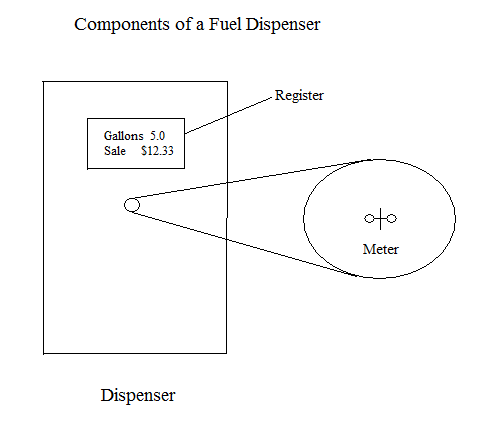 Components of a Fuel Dispenser
Register
Gallons 5.0
Sale $12.33
Meter
Dispenser